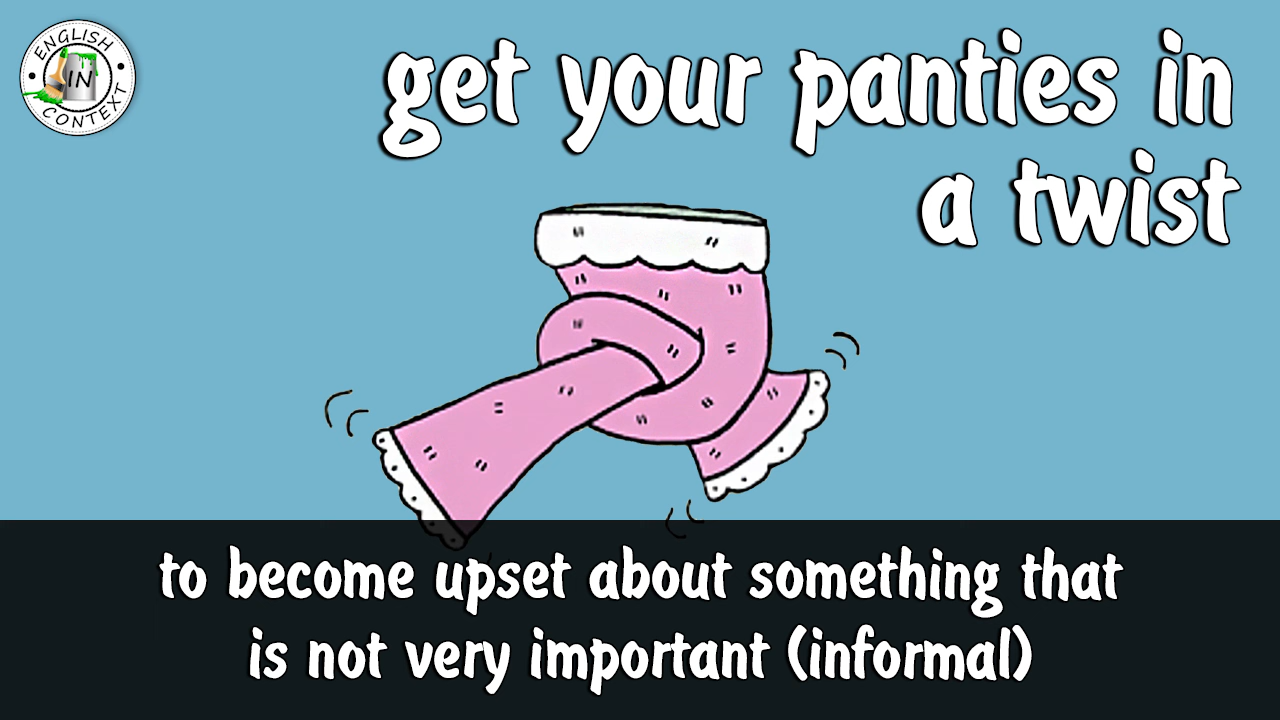 ENGLISH
IN
CONTEXT
get your panties in
a twist
to become upset about something that
is not very important (informal)